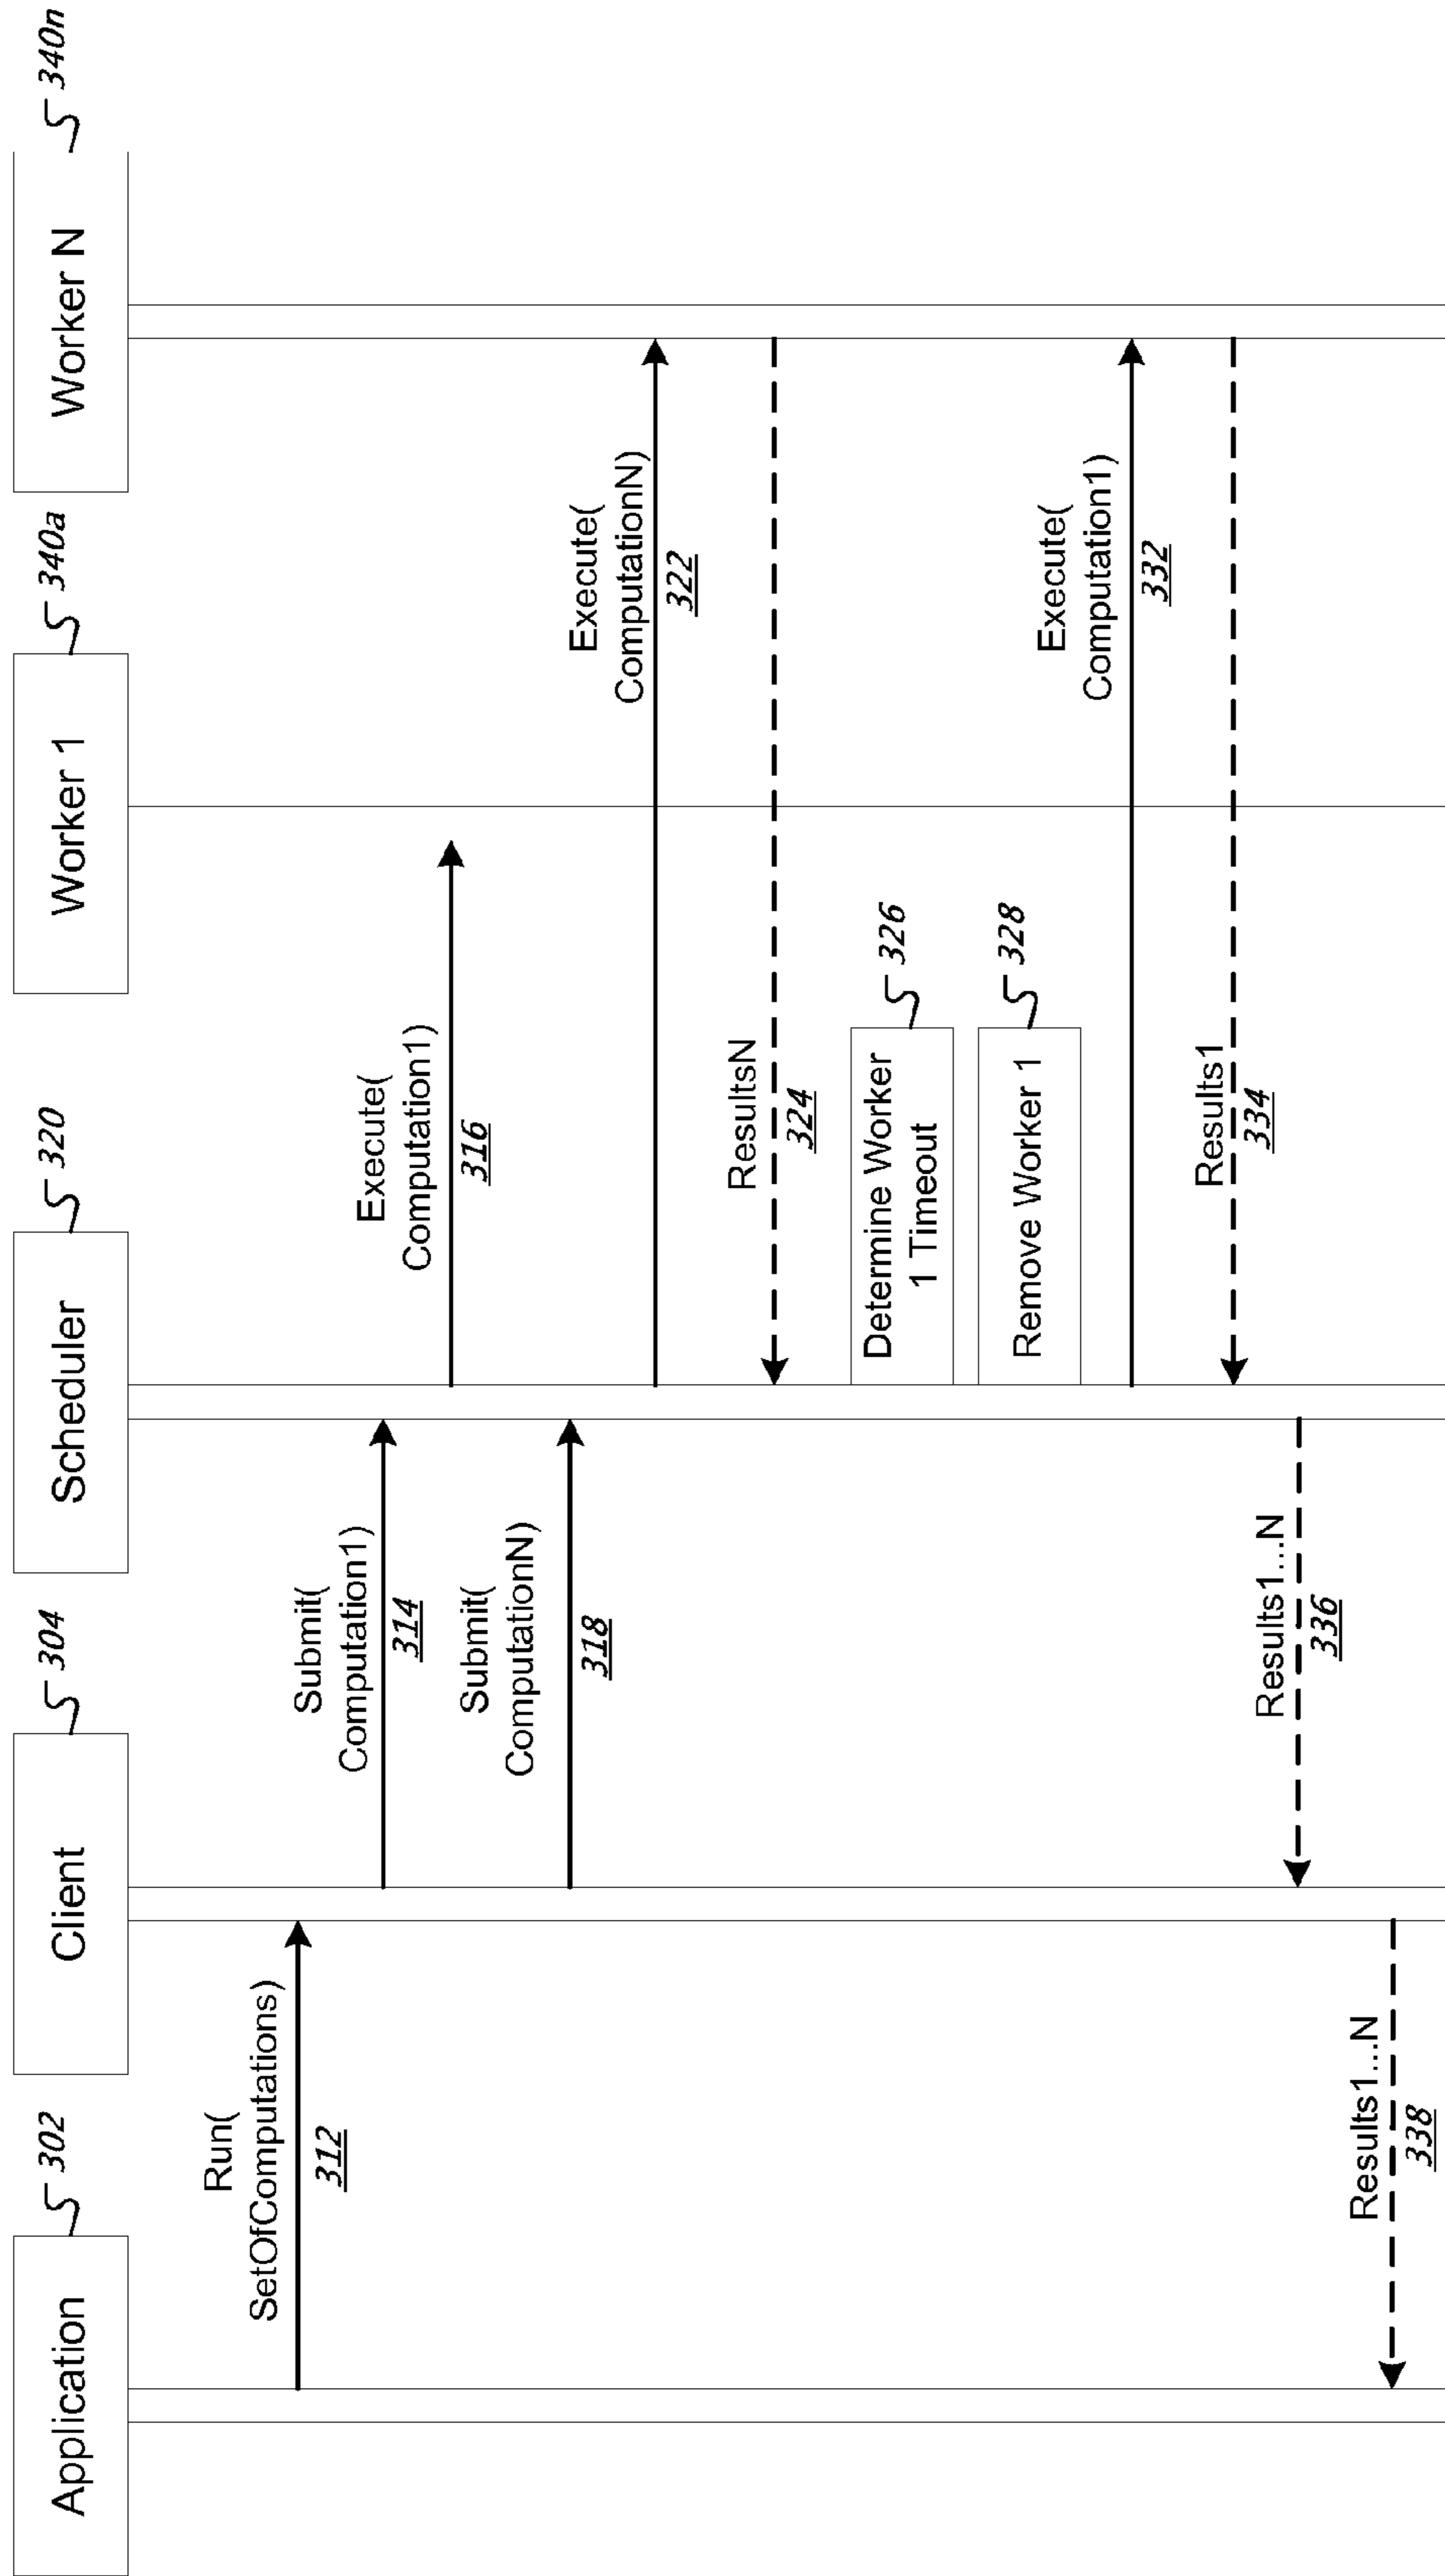 Application
302
Client
304
Scheduler
320
Worker 1
340a
Worker N
340n
Run(
SetOfComputations)
312
Submit(
Computation1)
314
Execute(
Computation1)
316
Submit(
ComputationN)
318
Execute(
ComputationN)
322
ResultsN
324
Determine Worker
1 Timeout
326
Remove Worker 1
328
Execute(
Computation1)
332
Results1
334
Results1...N
336
Results1...N
338